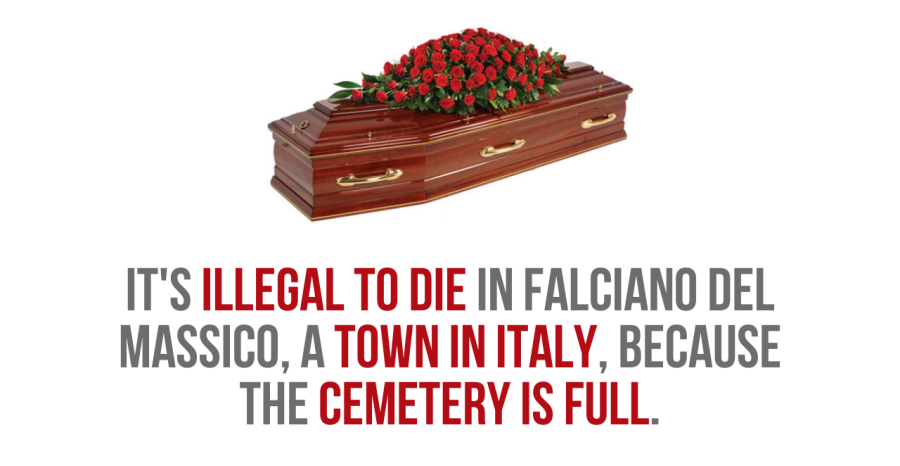 IT'S ILLEGAL TO DIE IN FALCIANO DEL
MASSICO, A TOWN IN ITALY, BECAUSE
THE CEMETERY IS FULL.